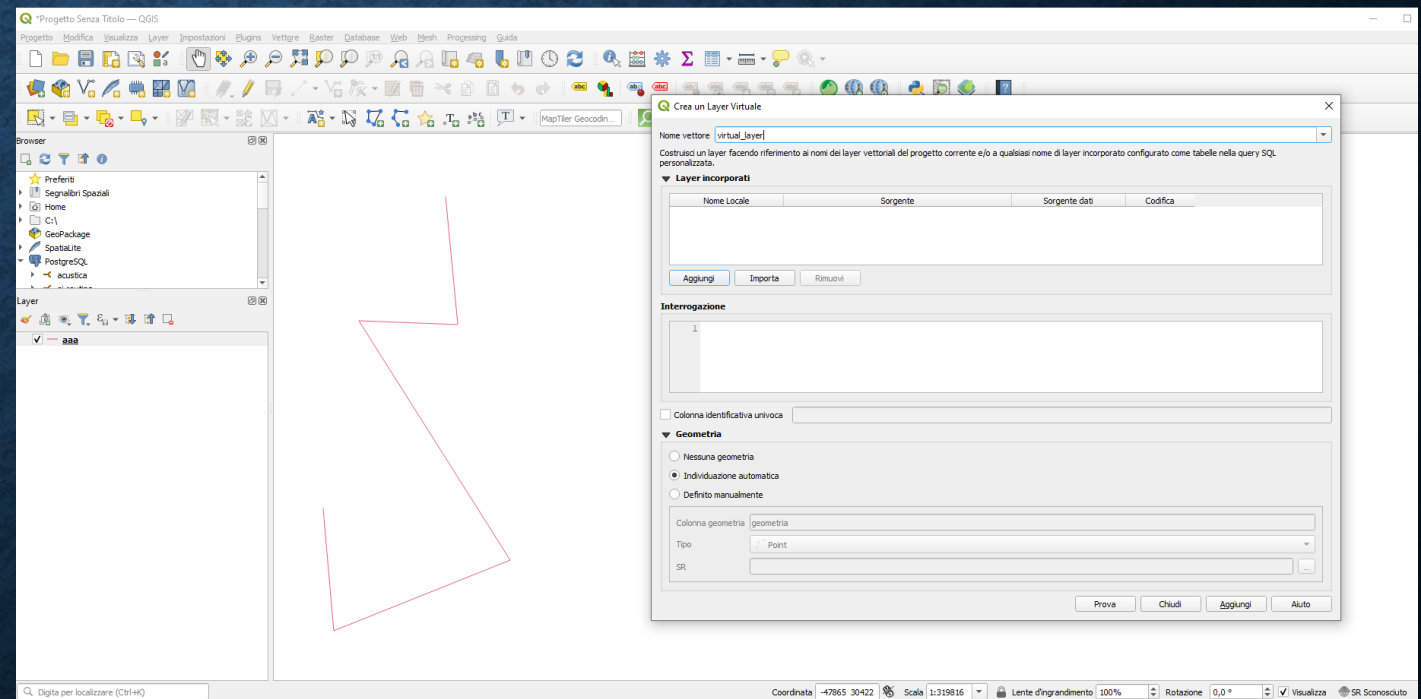 *Progetto Senza Titolo — QGIS
Progetto Modifica Visualizza Layer Impostazioni Plugins Vettore Raster Database Web Mesh Processing Guida
abc
abc
MapTiler Geocodin...
Browser
Preferiti
Segnalibri Spaziali
Home
C:\
GeoPackage
SpatiaLite
PostgreSQL
acustica
Layer
aaa
Crea un Layer Virtuale
Nome vettore virtual_layer
Costruisci un layer facendo riferimento ai nomi dei layer vettoriali del progetto corrente e/o a qualsiasi nome di layer incorporato configurato come tabelle nella query SQL
personalizzata.
Layer incorporati
Nome Locale Sorgente Sorgente dati Codifica
Aggiungi Importa Rimuovi
Interrogazione
1
Colonna identificativa univoca
Geometria
Nessuna geometria
Individuazione automatica
Definito manualmente
Colonna geometria geometria
Tipo Point
SR ...
Prova Chiudi Aggiungi Aiuto
Digita per localizzare (Ctrl+K) Coordinata -47865 30422 Scala 1:319816 Lente d'ingrandimento 100% Rotazione 0,0 ° Visualizza SR Sconosciuto